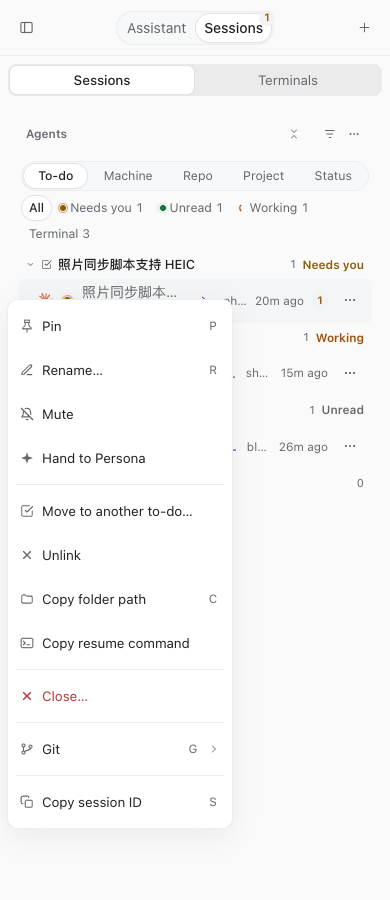 Assistant Sessions 1
Sessions Terminals
Agents
To-do Machine Repo Project Status
All Needs you 1 Unread 1 Working 1
Terminal 3
照片同步脚本支持 HEIC 1 Needs you
照片同步脚本... ph... 20m ago 1
Pin P
1 Working
Rename... R
sh... 15m ago
Mute
1 Unread
Hand to Persona
bl... 26m ago
0
Move to another to-do...
Unlink
Copy folder path C
Copy resume command
Close...
Git G
Copy session ID S